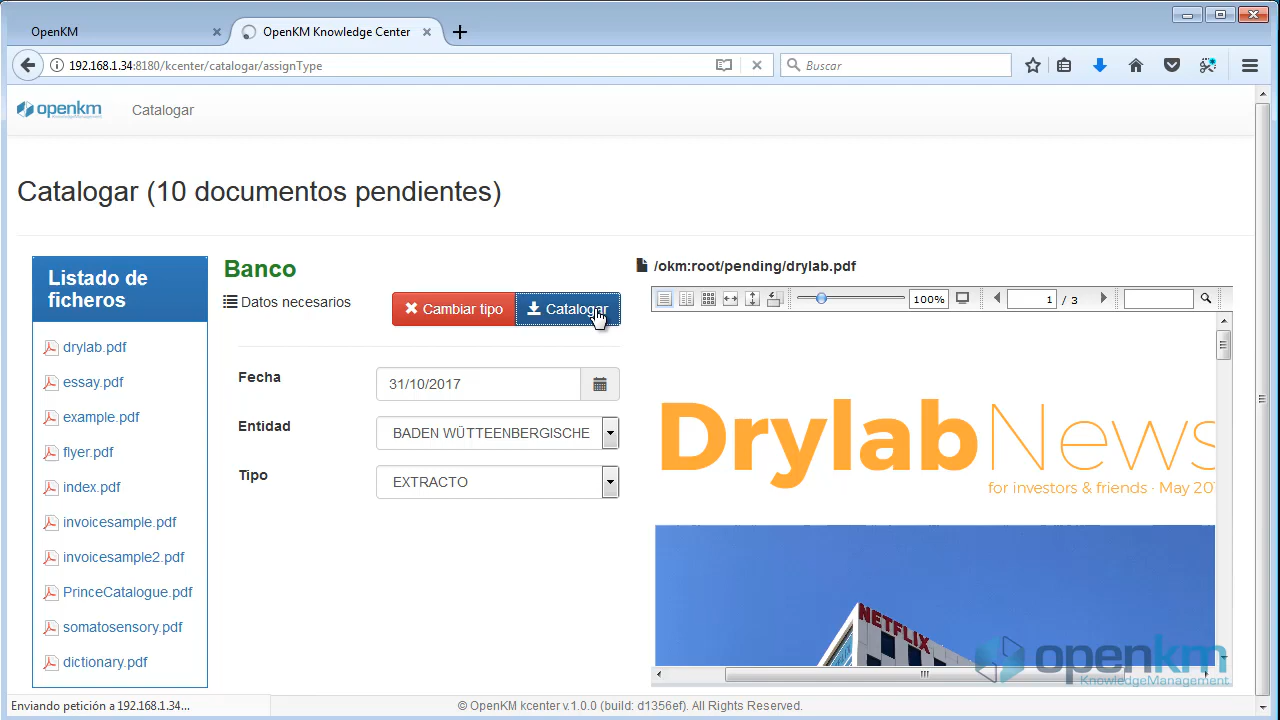 OpenKM
OpenKM Knowledge Center
192.168.1.34:8180/kcenter/catalogar/assignType
Buscar
openkm
KnowledgeManagement
Catalogar
Catalogar (10 documentos pendientes)
Listado de
ficheros
drylab.pdf
essay.pdf
example.pdf
flyer.pdf
index.pdf
invoicesample.pdf
invoicesample2.pdf
PrinceCatalogue.pdf
somatosensory.pdf
dictionary.pdf
Banco
Datos necesarios
Cambiar tipo
Catalogar
Fecha
31/10/2017
Entidad
BADEN WÜTTEENBERGISCHE
Tipo
EXTRACTO
/okm:root/pending/drylab.pdf
100%
1 / 3
Drylab News
for investors & friends · May 20
NETFLIX
openkm
KnowledgeManagement
Enviando petición a 192.168.1.34...
© OpenKM kcenter v.1.0.0 (build: d1356ef). All Rights Reserved.